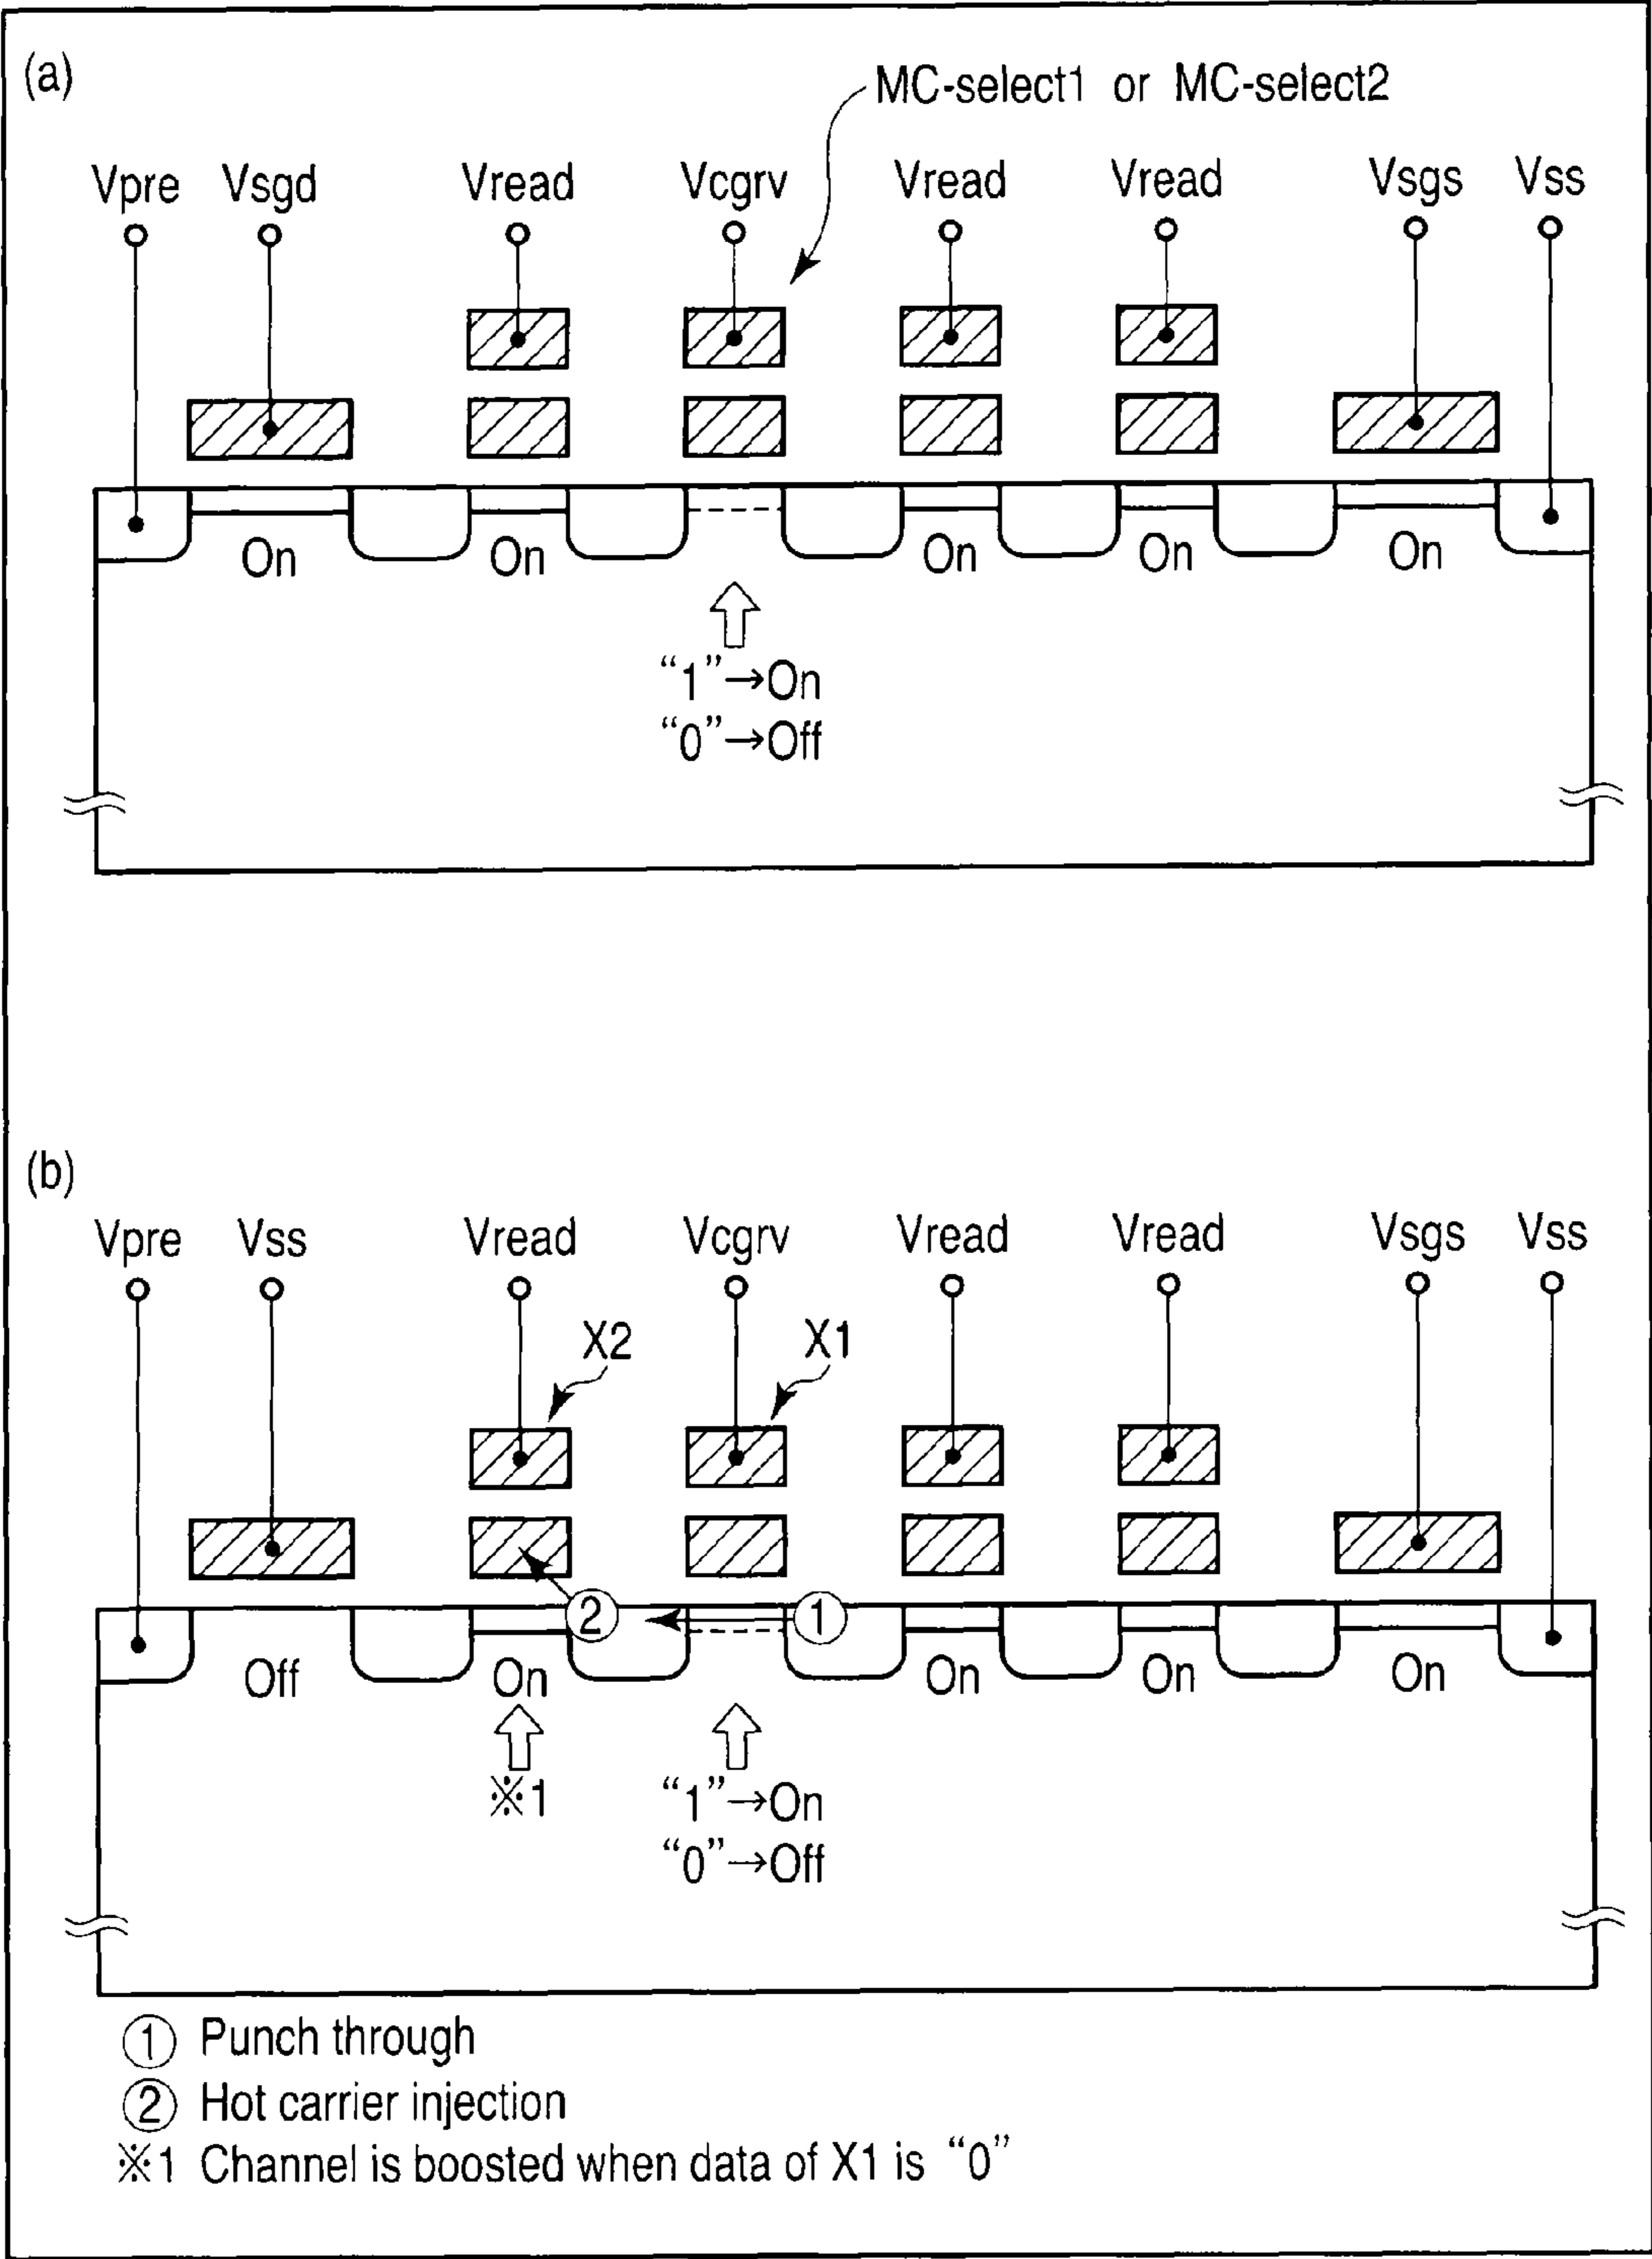 (a)
MC-select1 or MC-select2
Vpre Vsgd Vread Vcgrv Vread Vread Vsgs Vss
On On On On On
“1”→On
“0”→Off
(b)
Vpre Vss Vread Vcgrv Vread Vread Vsgs Vss
X2 X1
② ①
Off On On On On
※1 “1”→On
“0”→Off
① Punch through
② Hot carrier injection
※1 Channel is boosted when data of X1 is “0”